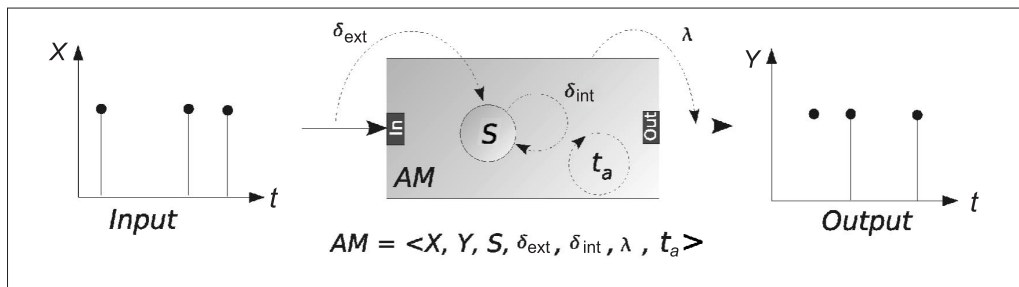 X
t
Input
δext
In
S
δint
ta
AM
Out
λ
Y
t
Output
AM = <X, Y, S, δext, δint, λ, ta>